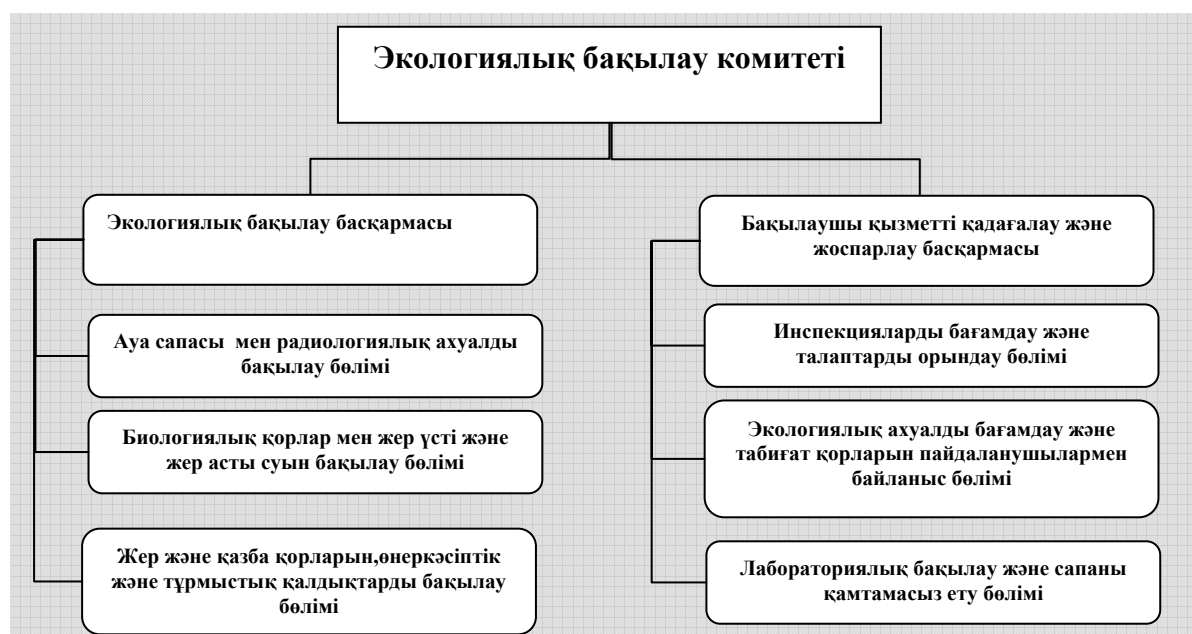 Экологиялық бақылау комитеті
Экологиялық бақылау басқармасы
Ауа сапасы мен радиологиялық ахуалды
бақылау бөлімі
Биологиялық қорлар мен жер үсті және
жер асты суын бақылау бөлімі
Жер және қазба қорларын,өнеркәсіптік
және тұрмыстық қалдықтарды бақылау
бөлімі
Бақылаушы қызметті қадағалау және
жоспарлау басқармасы
Инспекцияларды бағамдау және
талаптарды орындау бөлімі
Экологиялық ахуалды бағамдау және
табиғат қорларын пайдаланушылармен
байланыс бөлімі
Лабораториялық бақылау және сапаны
қамтамасыз ету бөлімі